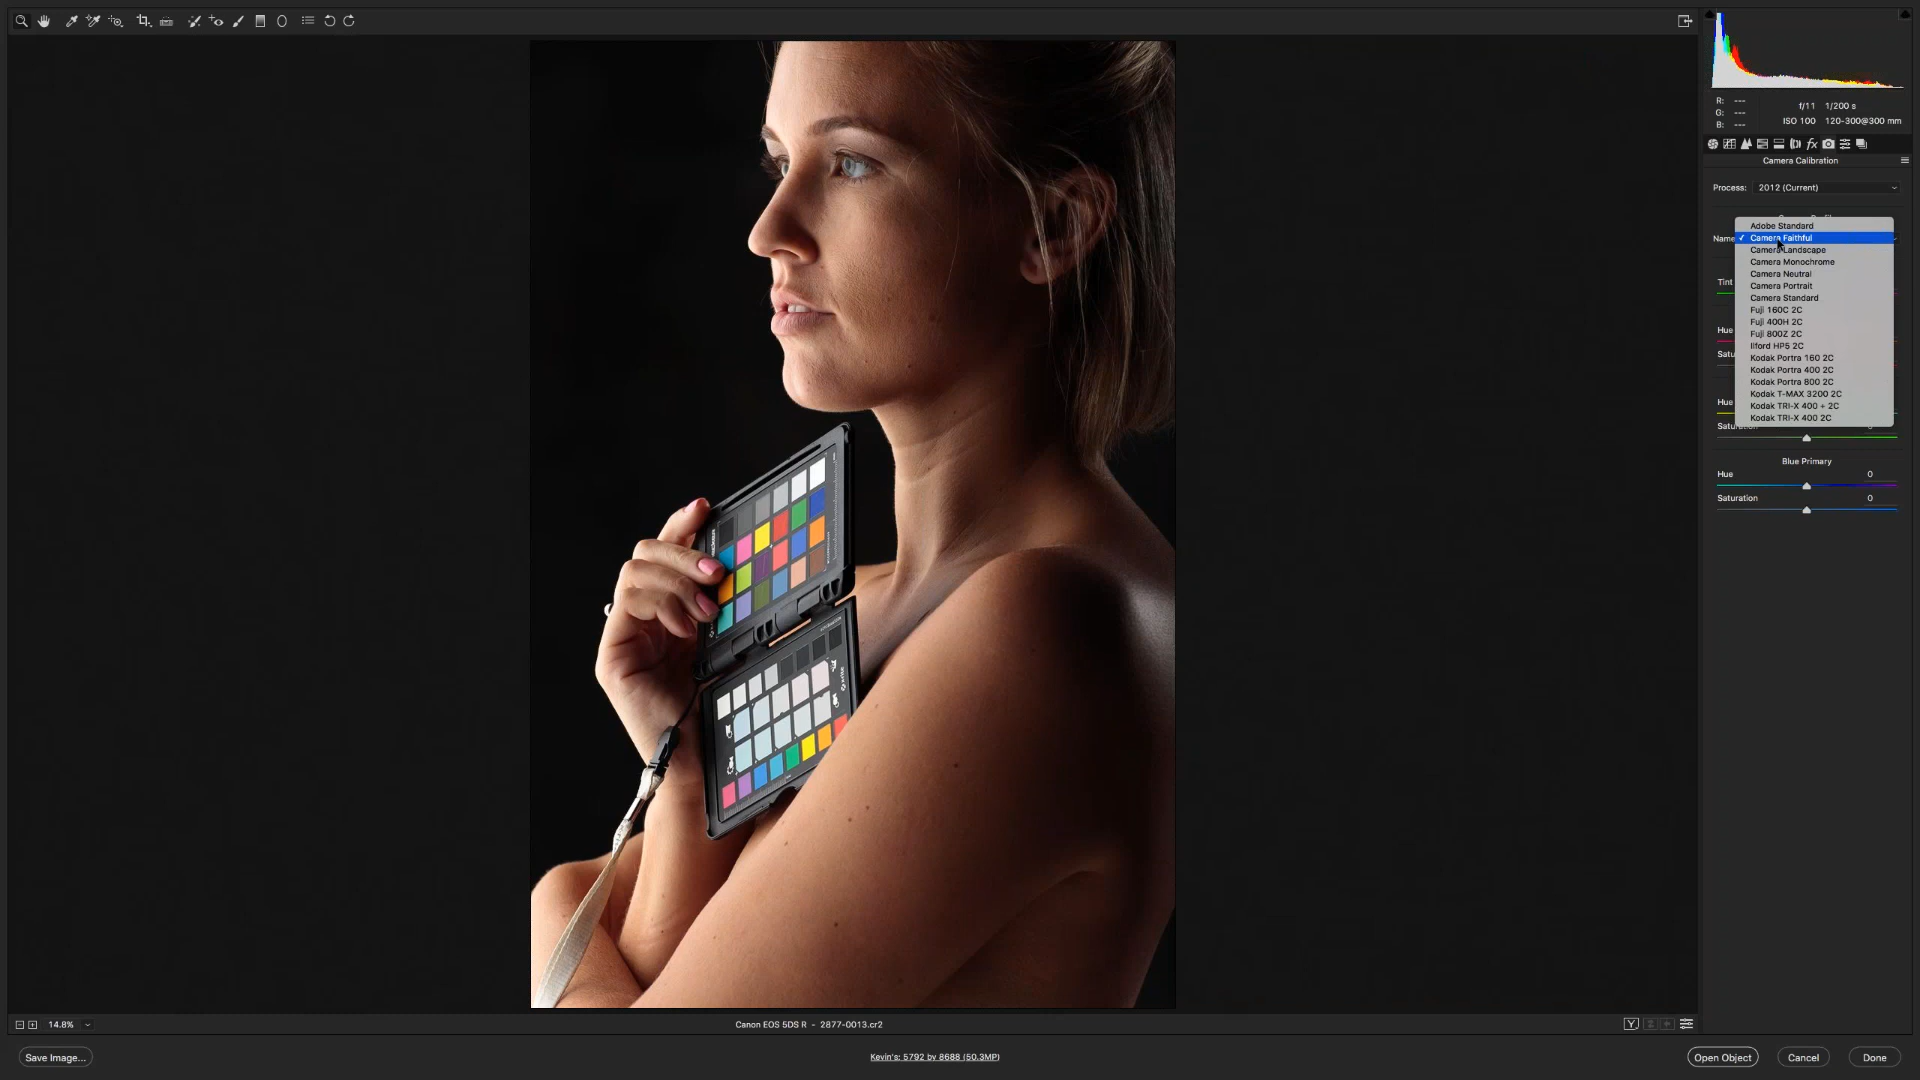 R: ---
G: ---
B: ---
f/11 1/200 s
ISO 100 120-300@300 mm
fx
Camera Calibration
Process: 2012 (Current)
Name:
Adobe Standard
✓ Camera Faithful
Camera Landscape
Camera Monochrome
Camera Neutral
Camera Portrait
Camera Standard
Fuji 160C 2C
Fuji 400H 2C
Fuji 800Z 2C
Ilford HP5 2C
Kodak Portra 160 2C
Kodak Portra 400 2C
Kodak Portra 800 2C
Kodak T-MAX 3200 2C
Kodak TRI-X 400 + 2C
Kodak TRI-X 400 2C
Tint
Hue
Satu
Hue
Saturation
Blue Primary
Hue 0
Saturation 0
14.8%
Canon EOS 5DS R - 2877-0013.cr2
Y
Save Image...
Kevin's; 5792 by 8688 (50.3MP)
Open Object
Cancel
Done